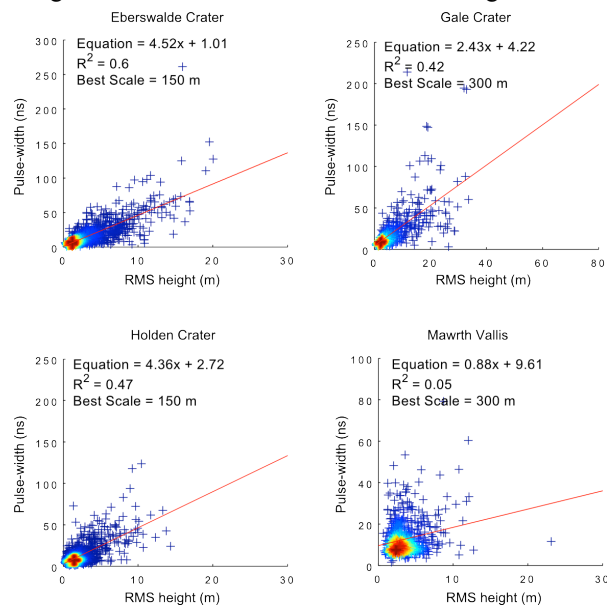 Eberswalde Crater
Equation = 4.52x + 1.01
R² = 0.6
Best Scale = 150 m
Pulse-width (ns)
300
250
200
150
100
50
0
0 10 20 30
RMS height (m)
Gale Crater
Equation = 2.43x + 4.22
R² = 0.42
Best Scale = 300 m
Pulse-width (ns)
250
200
150
100
50
0
0 20 40 60 80
RMS height (m)
Holden Crater
Equation = 4.36x + 2.72
R² = 0.47
Best Scale = 150 m
Pulse-width (ns)
250
200
150
100
50
0
0 10 20 30
RMS height (m)
Mawrth Vallis
Equation = 0.88x + 9.61
R² = 0.05
Best Scale = 300 m
Pulse-width (ns)
100
80
60
40
20
0
0 10 20 30
RMS height (m)